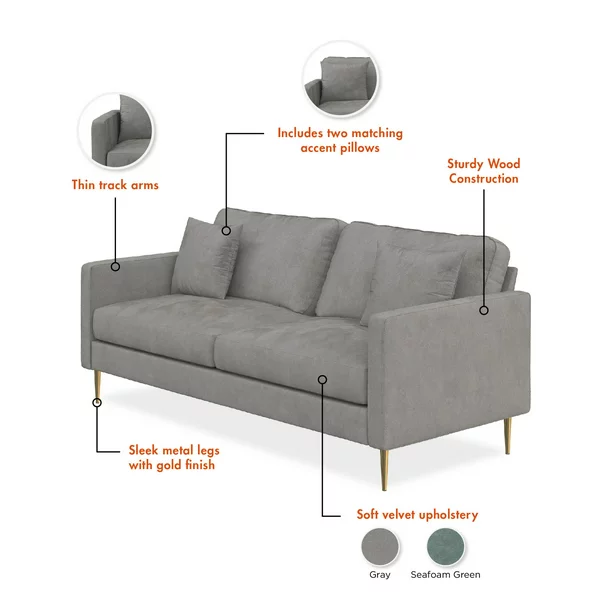 Includes two matching
accent pillows
Thin track arms
Sturdy Wood
Construction
Sleek metal legs
with gold finish
Soft velvet upholstery
Gray
Seafoam Green